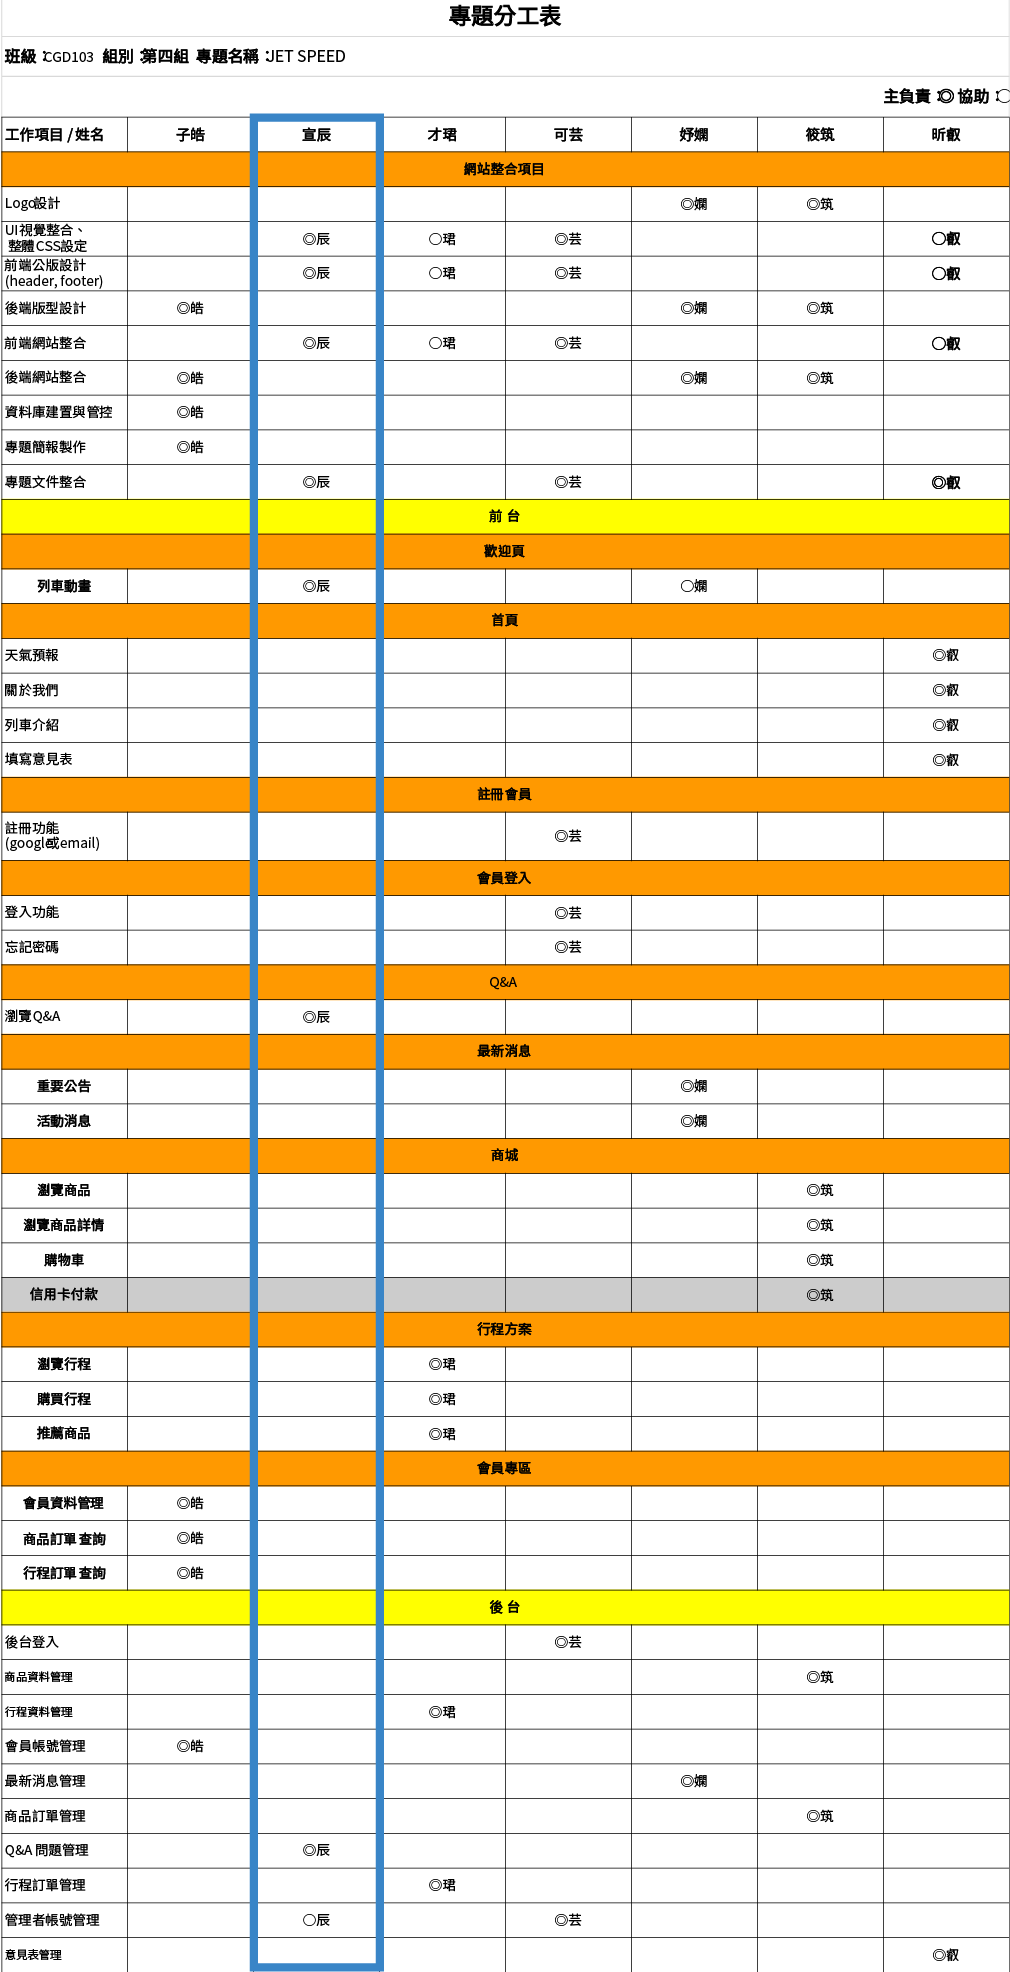 專題分工表
班級：CGD103 組別：第四組 專題名稱：JET SPEED
主負責：◎ 協助：○
工作項目 / 姓名 子皓 宣辰 才珺 可芸 妤嫻 筱筑 昕叡
網站整合項目
Logo設計 ◎嫻 ◎筑
UI視覺整合、
整體CSS設定 ◎辰 ○珺 ◎芸 ○叡
前端公版設計
(header, footer) ◎辰 ○珺 ◎芸 ○叡
後端版型設計 ◎皓 ◎嫻 ◎筑
前端網站整合 ◎辰 ○珺 ◎芸 ○叡
後端網站整合 ◎皓 ◎嫻 ◎筑
資料庫建置與管控 ◎皓
專題簡報製作 ◎皓
專題文件整合 ◎辰 ◎芸 ◎叡
前 台
歡迎頁
列車動畫 ◎辰 ○嫻
首頁
天氣預報 ◎叡
關於我們 ◎叡
列車介紹 ◎叡
填寫意見表 ◎叡
註冊會員
註冊功能
(google或email) ◎芸
會員登入
登入功能 ◎芸
忘記密碼 ◎芸
Q&A
瀏覽Q&A ◎辰
最新消息
重要公告 ◎嫻
活動消息 ◎嫻
商城
瀏覽商品 ◎筑
瀏覽商品詳情 ◎筑
購物車 ◎筑
信用卡付款 ◎筑
行程方案
瀏覽行程 ◎珺
購買行程 ◎珺
推薦商品 ◎珺
會員專區
會員資料管理 ◎皓
商品訂單查詢 ◎皓
行程訂單查詢 ◎皓
後 台
後台登入 ◎芸
商品資料管理 ◎筑
行程資料管理 ◎珺
會員帳號管理 ◎皓
最新消息管理 ◎嫻
商品訂單管理 ◎筑
Q&A 問題管理 ◎辰
行程訂單管理 ◎珺
管理者帳號管理 ○辰 ◎芸
意見表管理 ◎叡